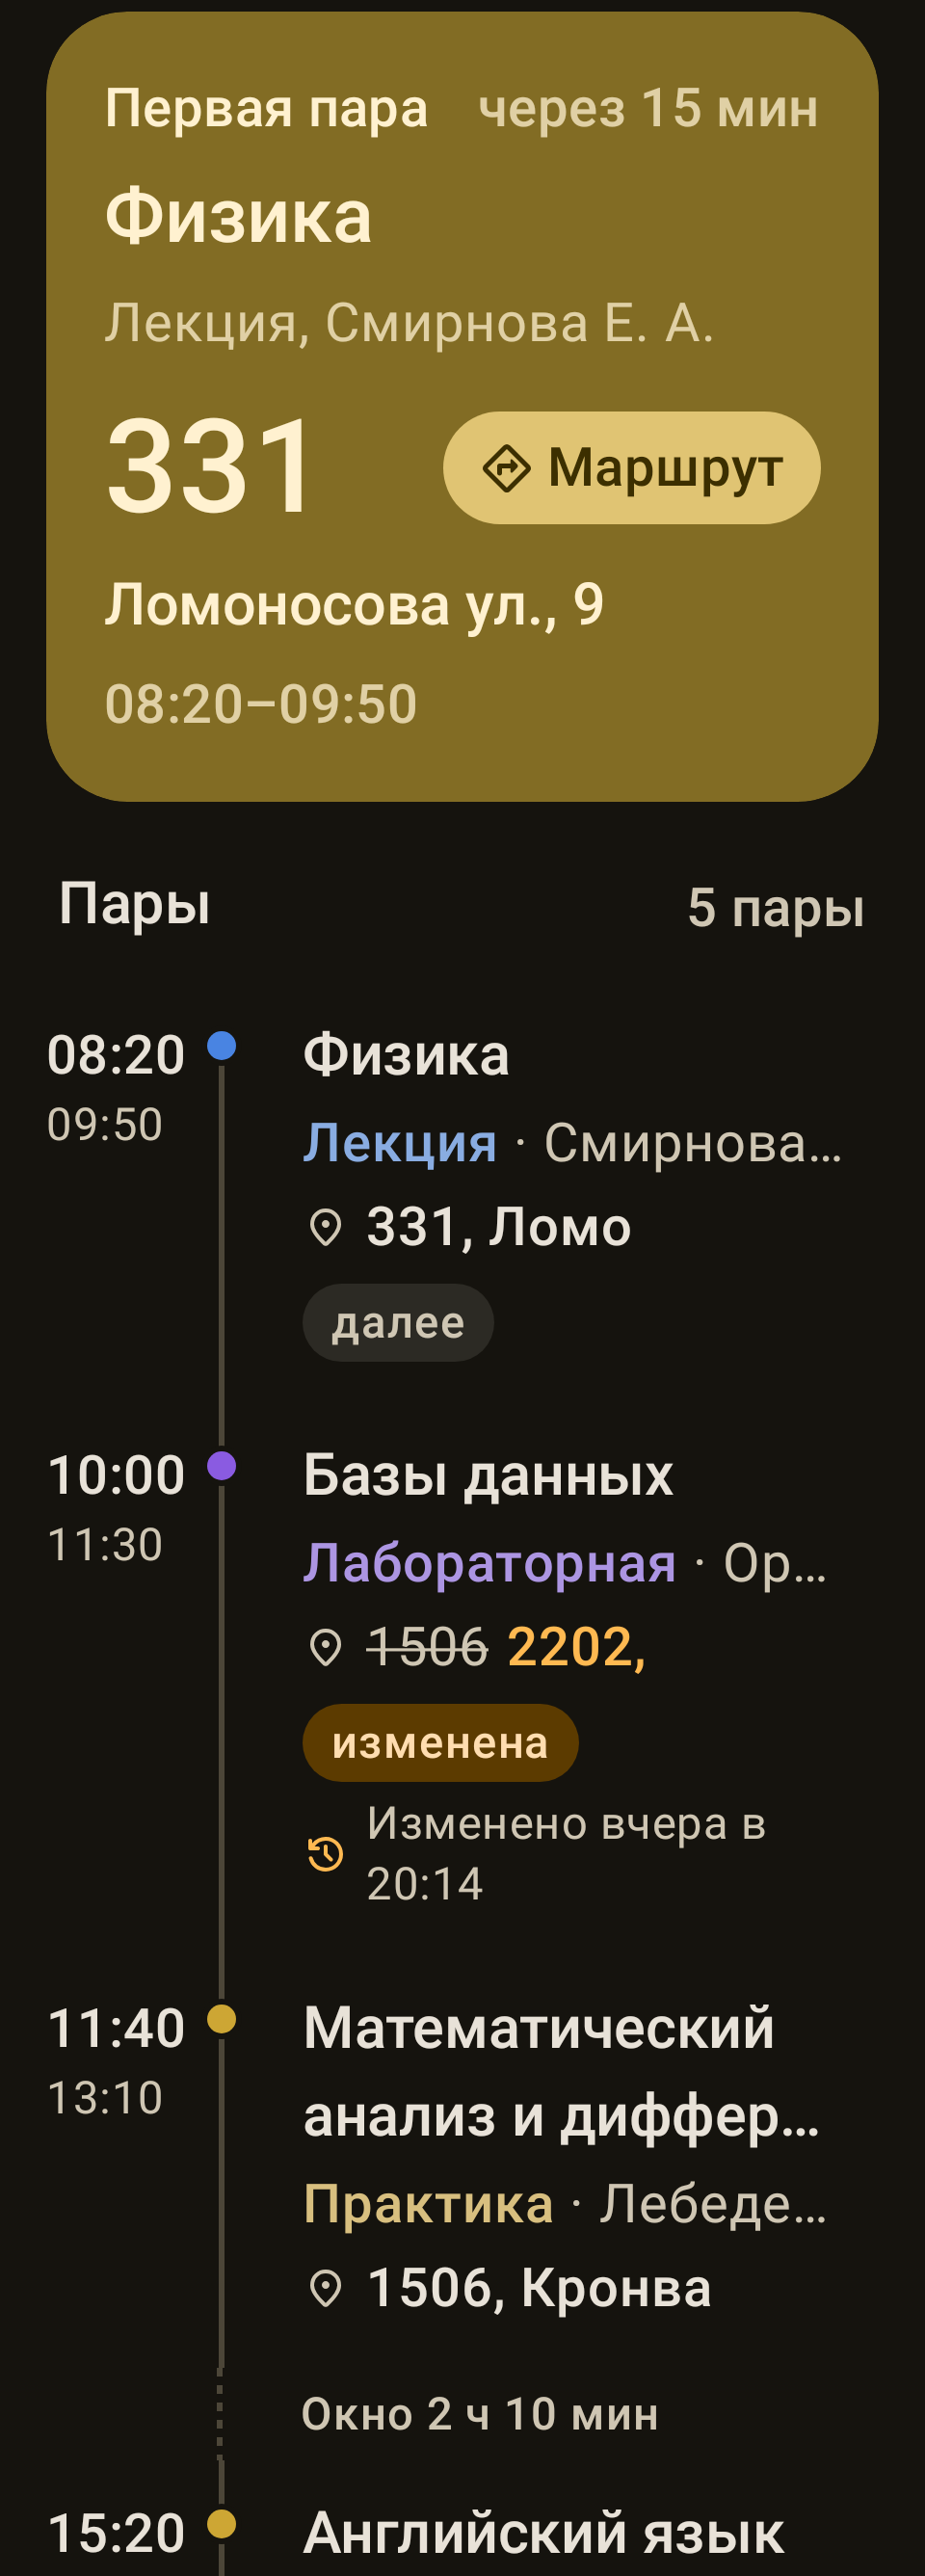 Первая пара через 15 мин
Физика
Лекция, Смирнова Е. А.
331 Маршрут
Ломоносова ул., 9
08:20–09:50
Пары 5 пары
08:20 Физика
09:50
Лекция · Смирнова…
331, Ломо
далее
10:00 Базы данных
11:30
Лабораторная · Ор…
1506 2202,
изменена
Изменено вчера в
20:14
11:40 Математический
13:10
анализ и диффер…
Практика · Лебеде…
1506, Кронва
Окно 2 ч 10 мин
15:20 Английский язык